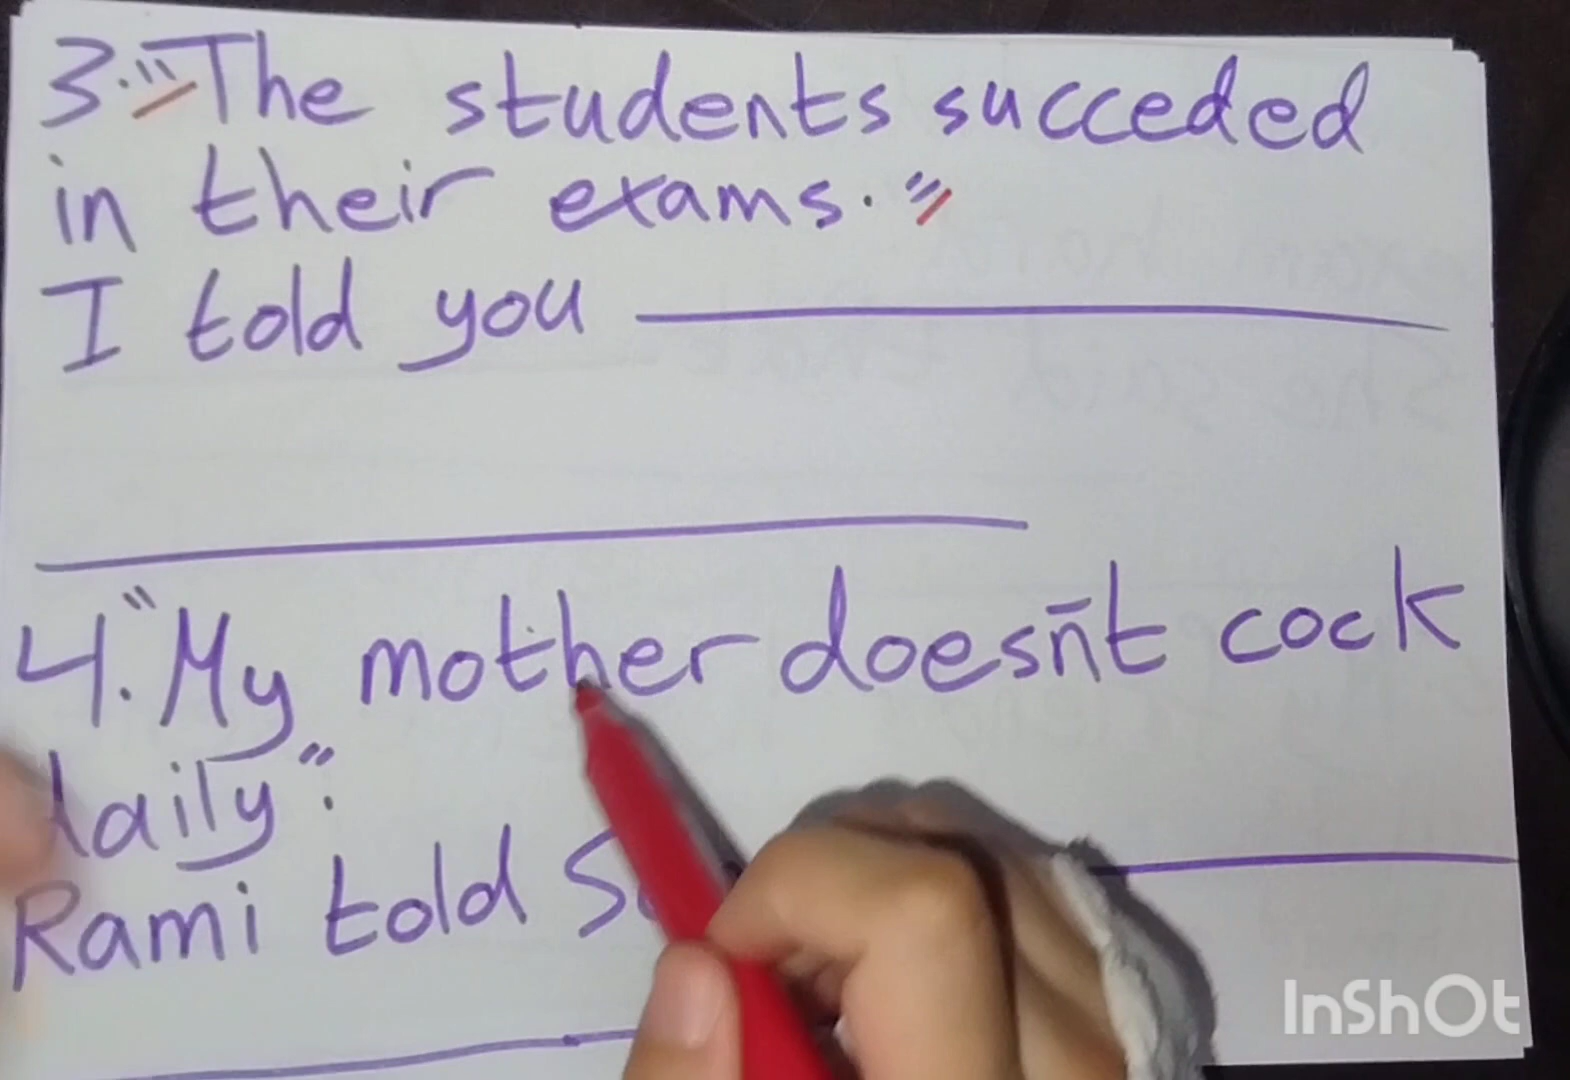 3. "The students succeded
in their exams."
I told you
4. "My mother doesn't cock
daily".
Rami told
InShOt